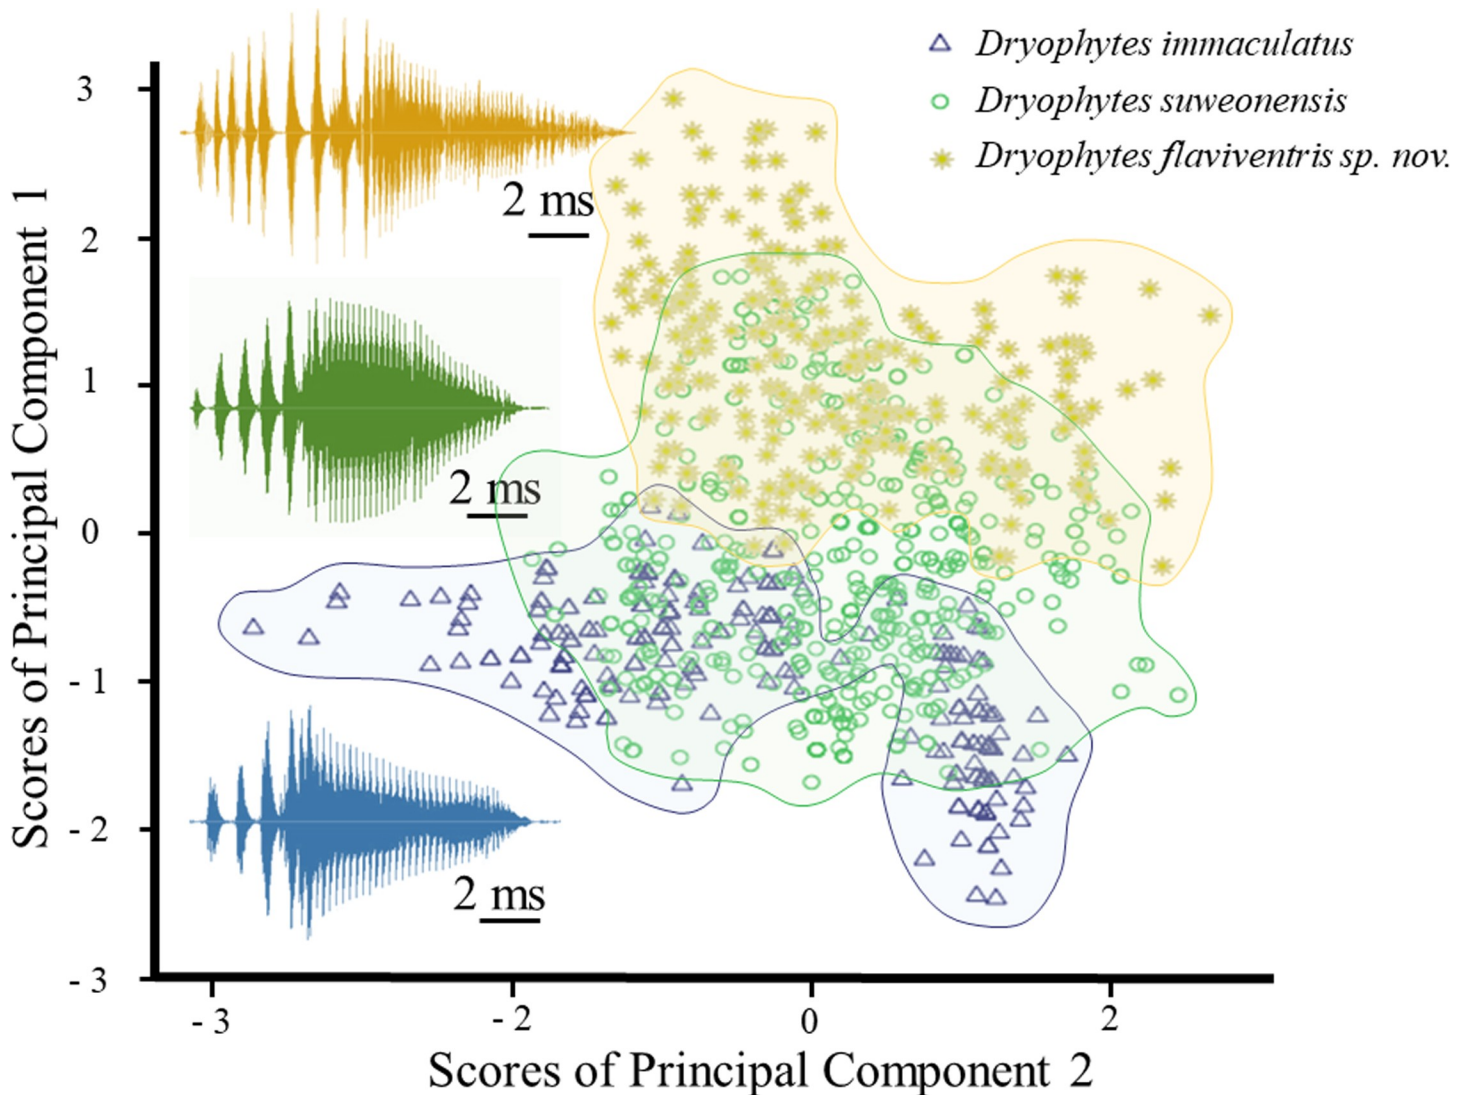 Dryophytes immaculatus
Dryophytes suweonensis
Dryophytes flaviventris sp. nov.
3
2
1
0
- 1
- 2
- 3
Scores of Principal Component 1
2 ms
2 ms
2 ms
- 3
- 2
0
2
Scores of Principal Component 2